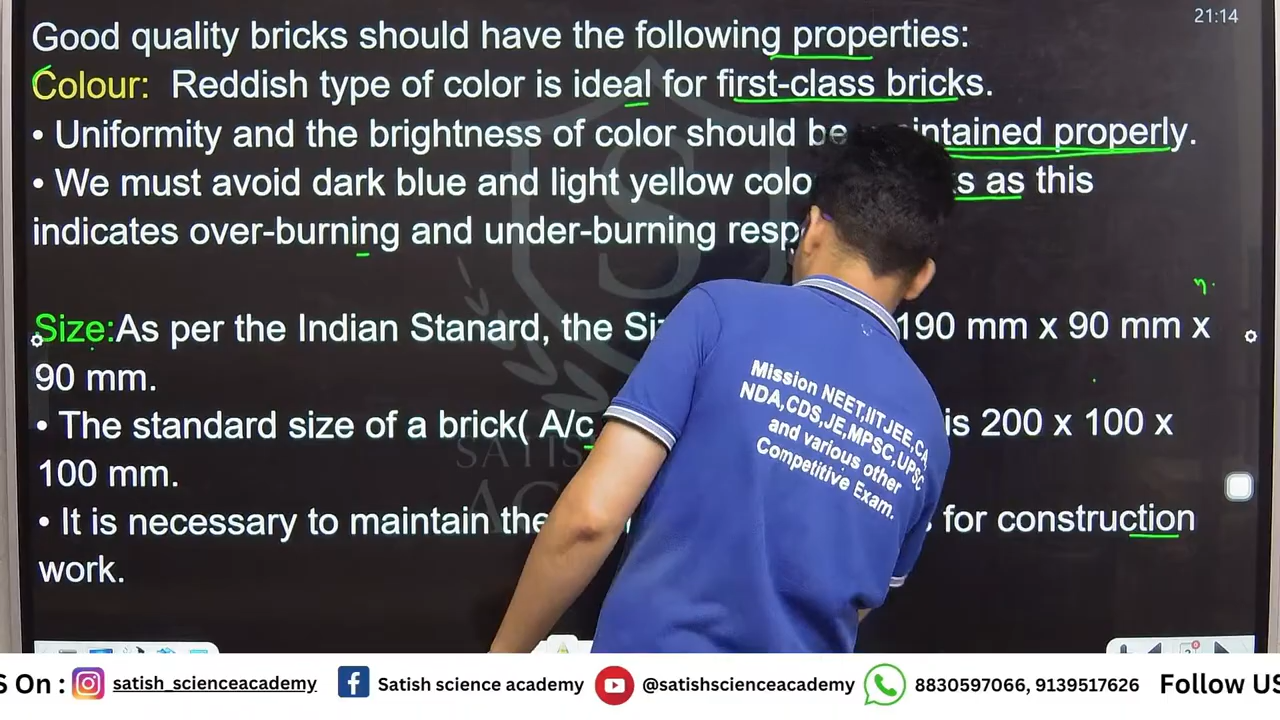 21:14
Good quality bricks should have the following properties:
Colour: Reddish type of color is ideal for first-class bricks.
• Uniformity and the brightness of color should be maintained properly.
• We must avoid dark blue and light yellow as this
indicates over-burning and under-burning
Size:As per the Indian Stanard, the 190 mm x 90 mm x
90 mm.
• The standard size of a brick( A/c is 200 x 100 x
100 mm.
• It is necessary to maintain the for construction
work.
Mission NEET,IITJEE,CA,
NDA,CDS,JE,MPSC,UPSC
and various other
Competitive Exam.
S On : satish_scienceacademy Satish science academy @satishscienceacademy 8830597066, 9139517626 Follow US